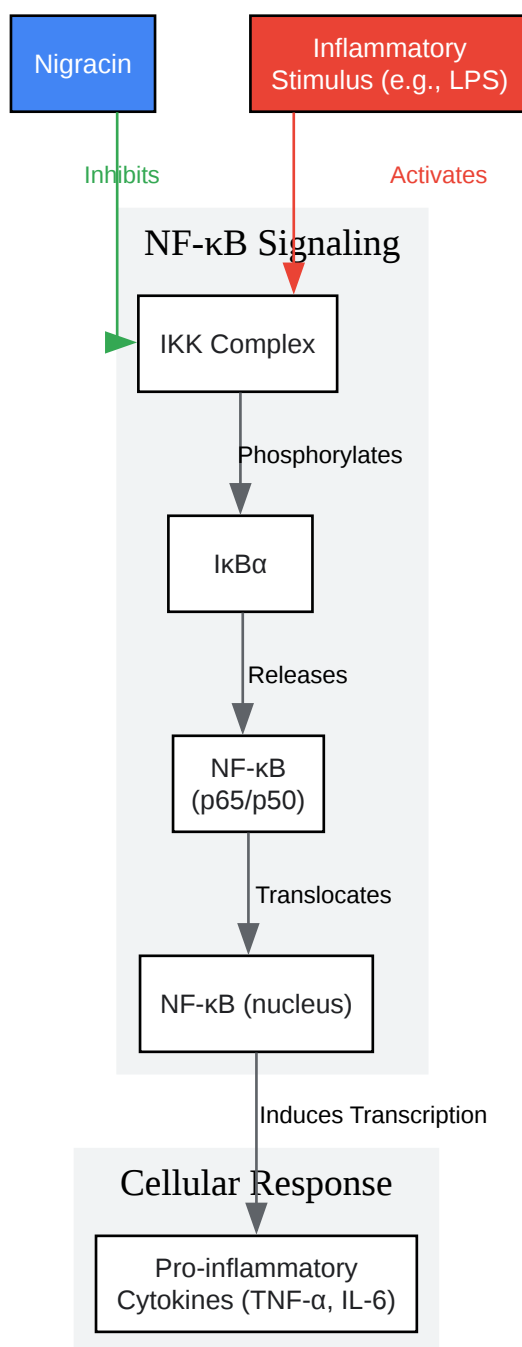 Nigracin
Inflammatory
Stimulus (e.g., LPS)
Inhibits
Activates
NF-κB Signaling
IKK Complex
Phosphorylates
IκBα
Releases
NF-κB
(p65/p50)
Translocates
NF-κB (nucleus)
Induces Transcription
Cellular Response
Pro-inflammatory
Cytokines (TNF-α, IL-6)